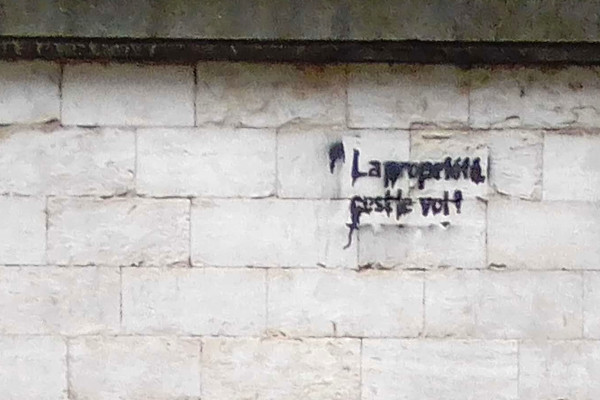 La propriété
c'est le vol!